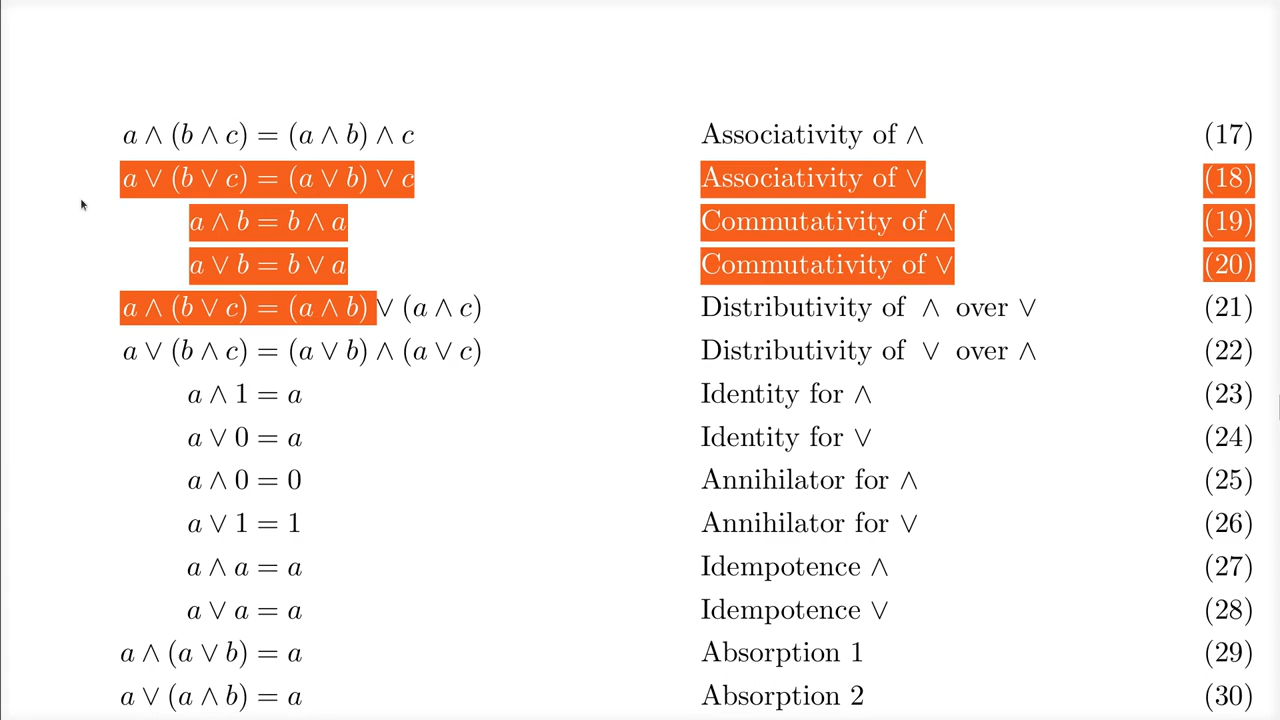 a ∧ (b ∧ c) = (a ∧ b) ∧ c Associativity of ∧ (17)
a ∨ (b ∨ c) = (a ∨ b) ∨ c Associativity of ∨ (18)
a ∧ b = b ∧ a Commutativity of ∧ (19)
a ∨ b = b ∨ a Commutativity of ∨ (20)
a ∧ (b ∨ c) = (a ∧ b) ∨ (a ∧ c) Distributivity of ∧ over ∨ (21)
a ∨ (b ∧ c) = (a ∨ b) ∧ (a ∨ c) Distributivity of ∨ over ∧ (22)
a ∧ 1 = a Identity for ∧ (23)
a ∨ 0 = a Identity for ∨ (24)
a ∧ 0 = 0 Annihilator for ∧ (25)
a ∨ 1 = 1 Annihilator for ∨ (26)
a ∧ a = a Idempotence ∧ (27)
a ∨ a = a Idempotence ∨ (28)
a ∧ (a ∨ b) = a Absorption 1 (29)
a ∨ (a ∧ b) = a Absorption 2 (30)